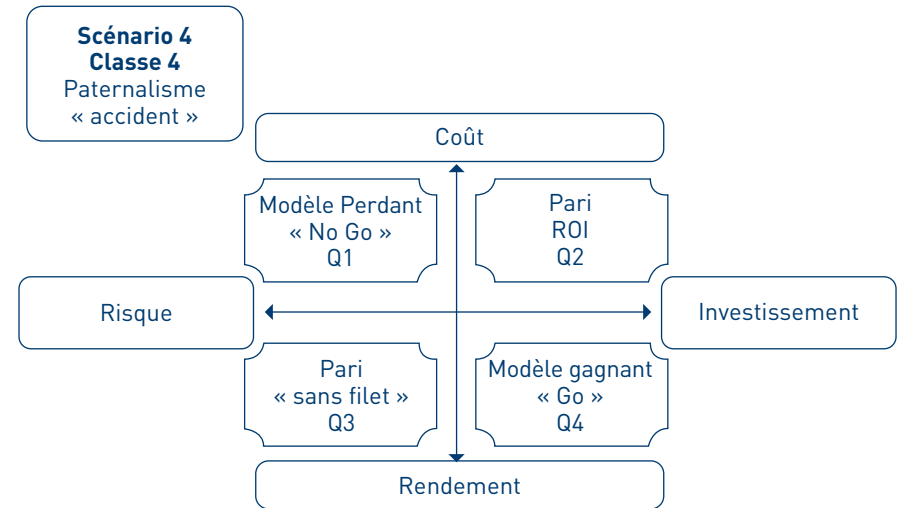 Scénario 4
Classe 4
Paternalisme
« accident »
Coût
Modèle Perdant
« No Go »
Q1
Pari
ROI
Q2
Risque
Investissement
Pari
« sans filet »
Q3
Modèle gagnant
« Go »
Q4
Rendement